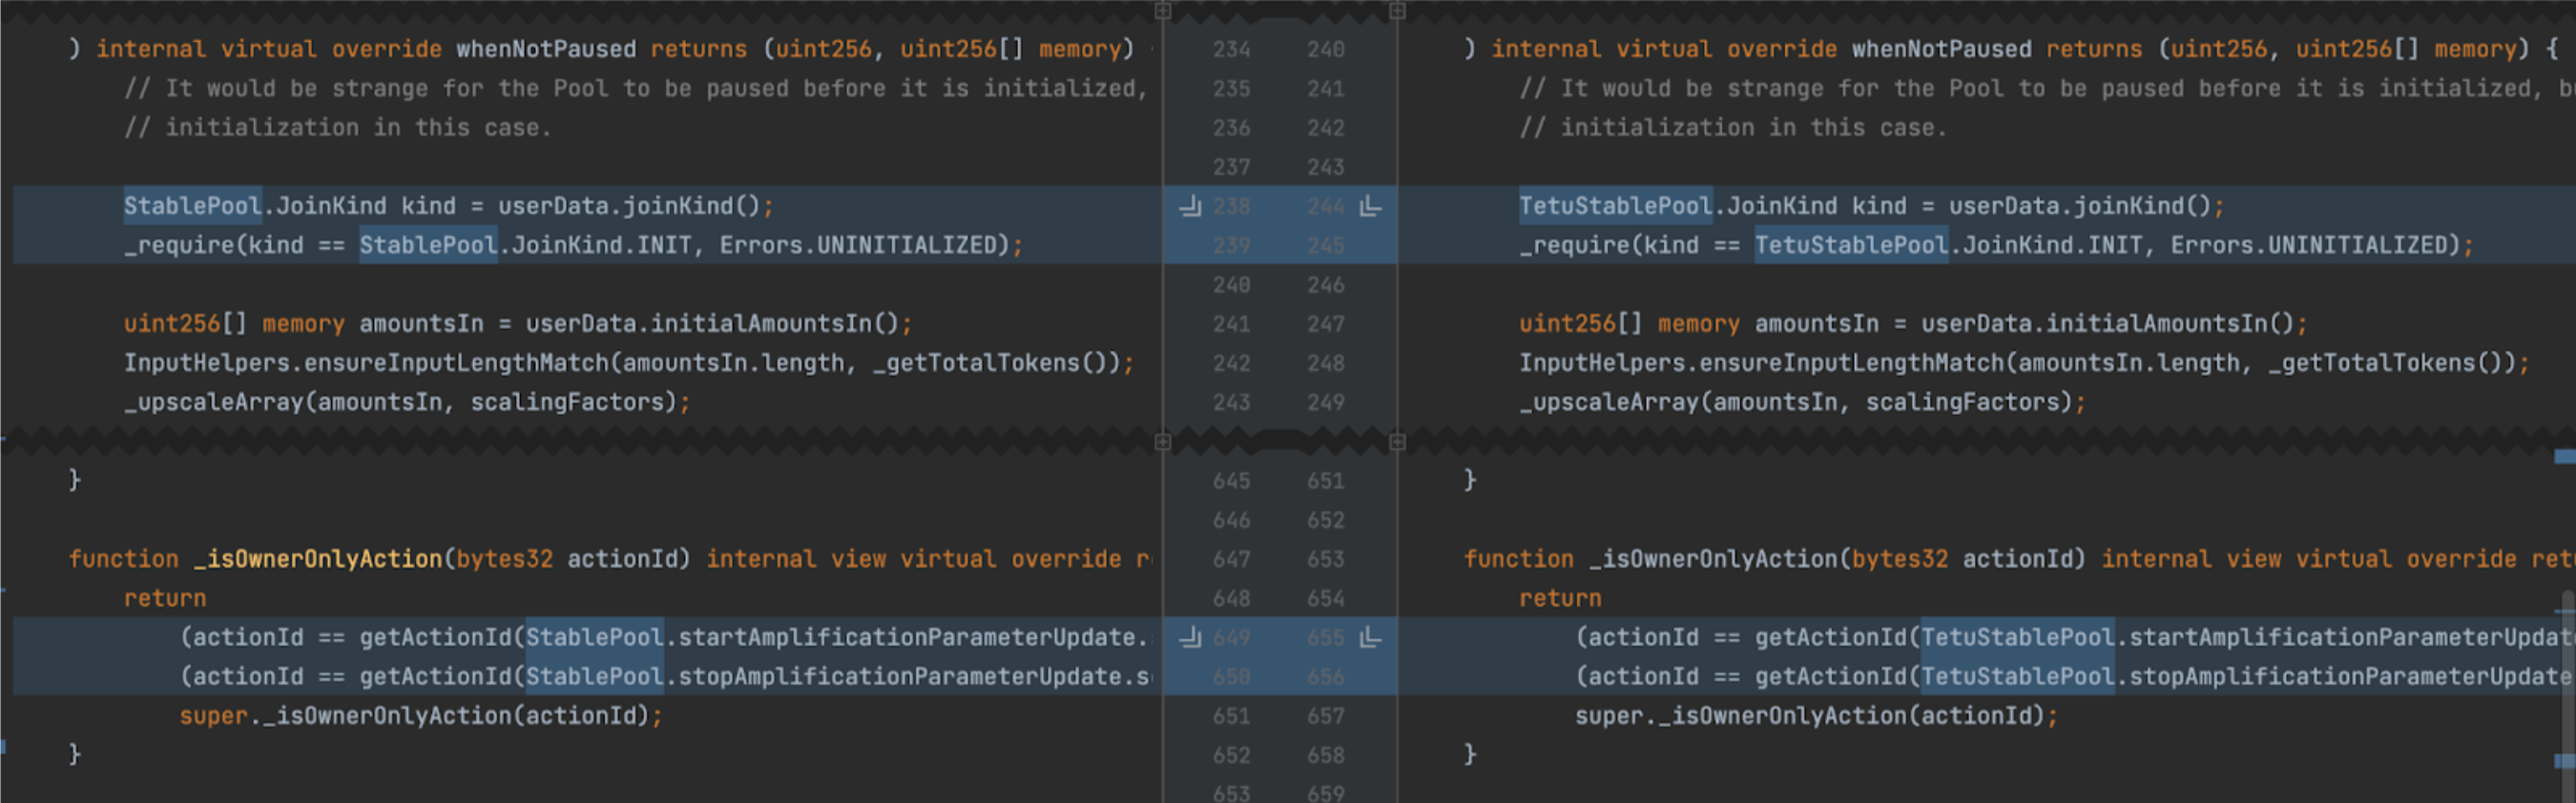 ) internal virtual override whenNotPaused returns (uint256, uint256[] memory)
// It would be strange for the Pool to be paused before it is initialized,
// initialization in this case.
StablePool.JoinKind kind = userData.joinKind();
_require(kind == StablePool.JoinKind.INIT, Errors.UNINITIALIZED);
uint256[] memory amountsIn = userData.initialAmountsIn();
InputHelpers.ensureInputLengthMatch(amountsIn.length, _getTotalTokens());
_upscaleArray(amountsIn, scalingFactors);
}
function _isOwnerOnlyAction(bytes32 actionId) internal view virtual override r
return
(actionId == getActionId(StablePool.startAmplificationParameterUpdate.
(actionId == getActionId(StablePool.stopAmplificationParameterUpdate.s
super._isOwnerOnlyAction(actionId);
}
234 240
235 241
236 242
237 243
238 244
239 245
240 246
241 247
242 248
243 249
645 651
646 652
647 653
648 654
649 655
650 656
651 657
652 658
653 659
) internal virtual override whenNotPaused returns (uint256, uint256[] memory) {
// It would be strange for the Pool to be paused before it is initialized, b
// initialization in this case.
TetuStablePool.JoinKind kind = userData.joinKind();
_require(kind == TetuStablePool.JoinKind.INIT, Errors.UNINITIALIZED);
uint256[] memory amountsIn = userData.initialAmountsIn();
InputHelpers.ensureInputLengthMatch(amountsIn.length, _getTotalTokens());
_upscaleArray(amountsIn, scalingFactors);
}
function _isOwnerOnlyAction(bytes32 actionId) internal view virtual override ret
return
(actionId == getActionId(TetuStablePool.startAmplificationParameterUpdat
(actionId == getActionId(TetuStablePool.stopAmplificationParameterUpdate
super._isOwnerOnlyAction(actionId);
}